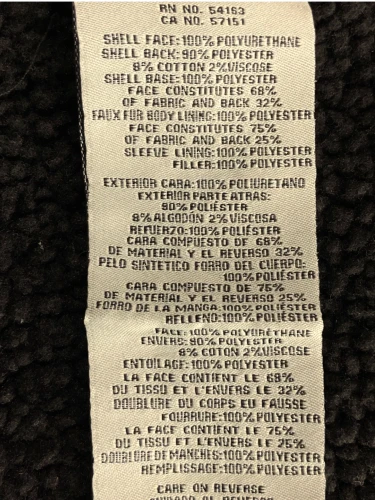 RN NO. 54163
CA NO. 57151
SHELL FACE:100% POLYURETHANE
SHELL BACK:90% POLYESTER
8% COTTON 2%VISCOSE
SHELL BASE:100% POLYESTER
FACE CONSTITUTES 68%
OF FABRIC AND BACK 32%
FAUX FUR BODY LINING:100% POLYESTER
FACE CONSTITUTES 75%
OF FABRIC AND BACK 25%
SLEEVE LINING:100% POLYESTER
FILLER:100% POLYESTER
EXTERIOR CARA:100% POLIURETANO
EXTERIOR PARTE ATRAS:
90% POLIÉSTER
8% ALGODÓN 2% VISCOSA
REFUERZO:100% POLIÉSTER
CARA COMPUESTO DE 68%
DE MATERIAL Y EL REVERSO 32%
PELO SINTETICO FORRO DEL CUERPO:
100% POLIÉSTER
CARA COMPUESTO DE 75%
DE MATERIAL Y EL REVERSO 25%
FORRO DE LA MANGA:100% POLIÉSTER
RELLENO:100% POLIÉSTER
FACE:100% POLYURETHANE
ENVERS:90% POLYESTER
8% COTON 2%VISCOSE
ENTOILAGE:100% POLYESTER
LA FACE CONTIENT LE 68%
DU TISSU ET L'ENVERS LE 32%
DOUBLURE DU CORPS EU FAUSSE
FOURRURE:100% POLYESTER
LA FACE CONTIENT LE 75%
DU TISSU ET L'ENVERS LE 25%
DOUBLURE DE MANCHES:100% POLYESTER
REMPLISSAGE:100% POLYESTER
CARE ON REVERSE